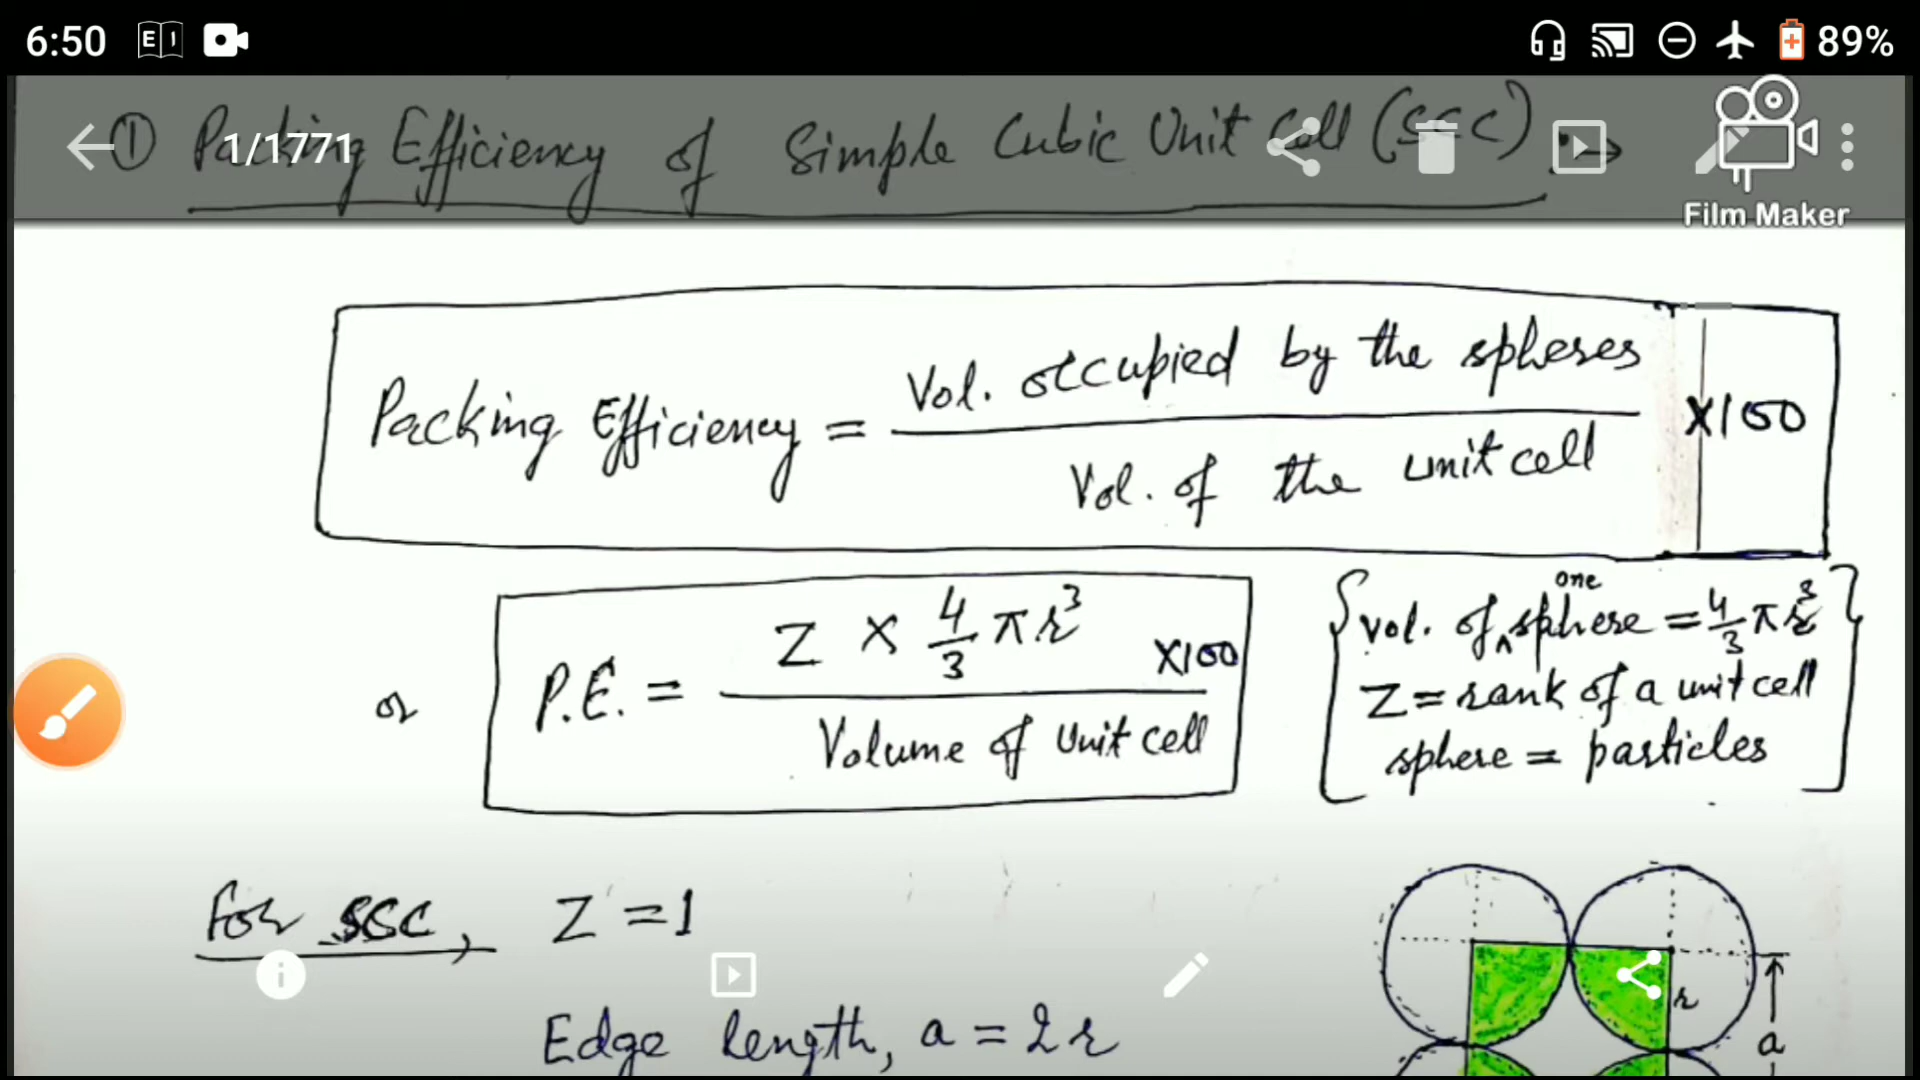 6:50 E 1 89%
① Packing Efficiency of Simple Cubic Unit Cell (SCC) :→
1/1771
Film Maker
Packing Efficiency = Vol. occupied by the spheres / Vol. of the unit cell X100
or P.E. = Z × 4/3 πr³ X100 / Volume of Unit cell
{vol. of ^one sphere = 4/3 πr³
Z = rank of a unit cell
sphere = particles}
For SCC, Z = 1
r
Edge length, a = 2r
a